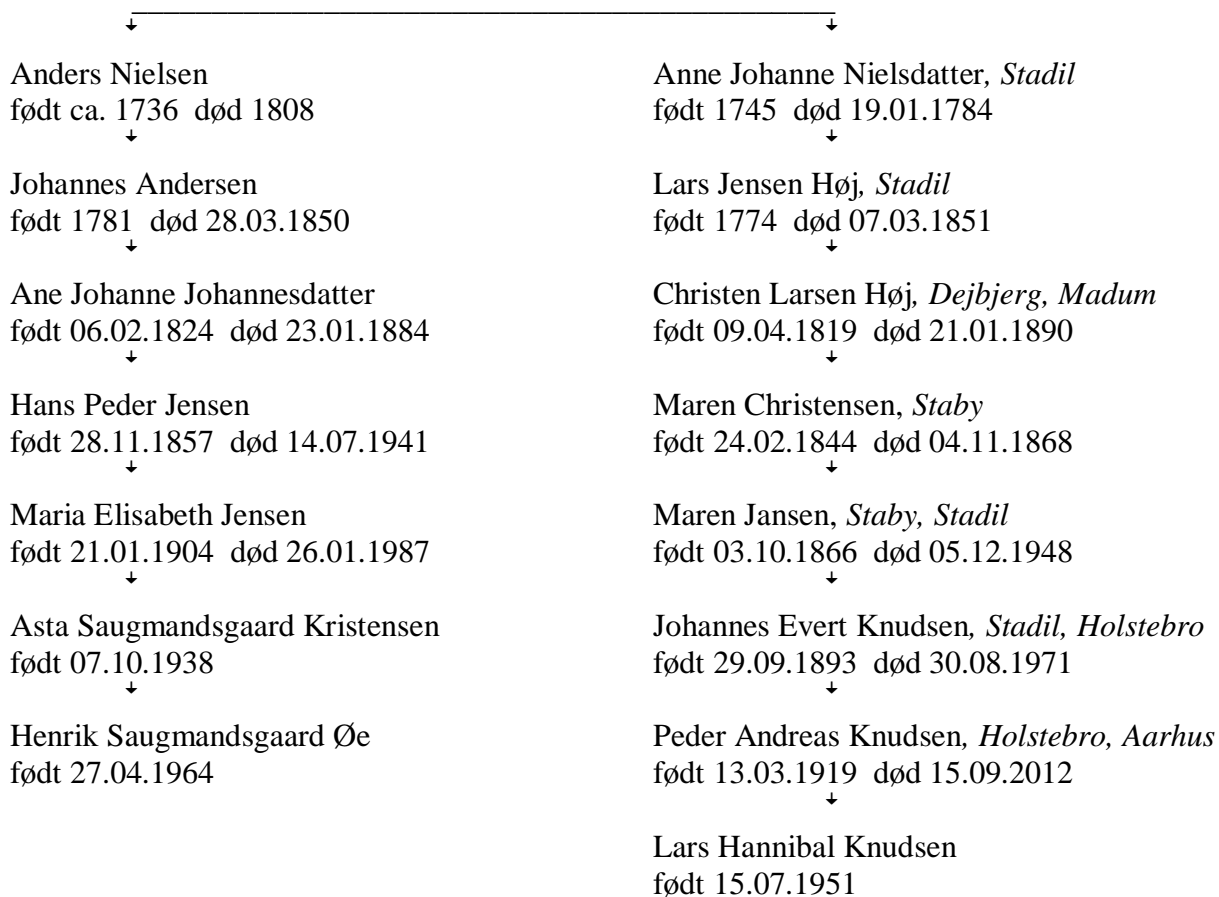 Anders Nielsen
født ca. 1736 død 1808
Johannes Andersen
født 1781 død 28.03.1850
Ane Johanne Johannesdatter
født 06.02.1824 død 23.01.1884
Hans Peder Jensen
født 28.11.1857 død 14.07.1941
Maria Elisabeth Jensen
født 21.01.1904 død 26.01.1987
Asta Saugmandsgaard Kristensen
født 07.10.1938
Henrik Saugmandsgaard Øe
født 27.04.1964
Anne Johanne Nielsdatter, Stadil
født 1745 død 19.01.1784
Lars Jensen Høj, Stadil
født 1774 død 07.03.1851
Christen Larsen Høj, Dejbjerg, Madum
født 09.04.1819 død 21.01.1890
Maren Christensen, Staby
født 24.02.1844 død 04.11.1868
Maren Jansen, Staby, Stadil
født 03.10.1866 død 05.12.1948
Johannes Evert Knudsen, Stadil, Holstebro
født 29.09.1893 død 30.08.1971
Peder Andreas Knudsen, Holstebro, Aarhus
født 13.03.1919 død 15.09.2012
Lars Hannibal Knudsen
født 15.07.1951